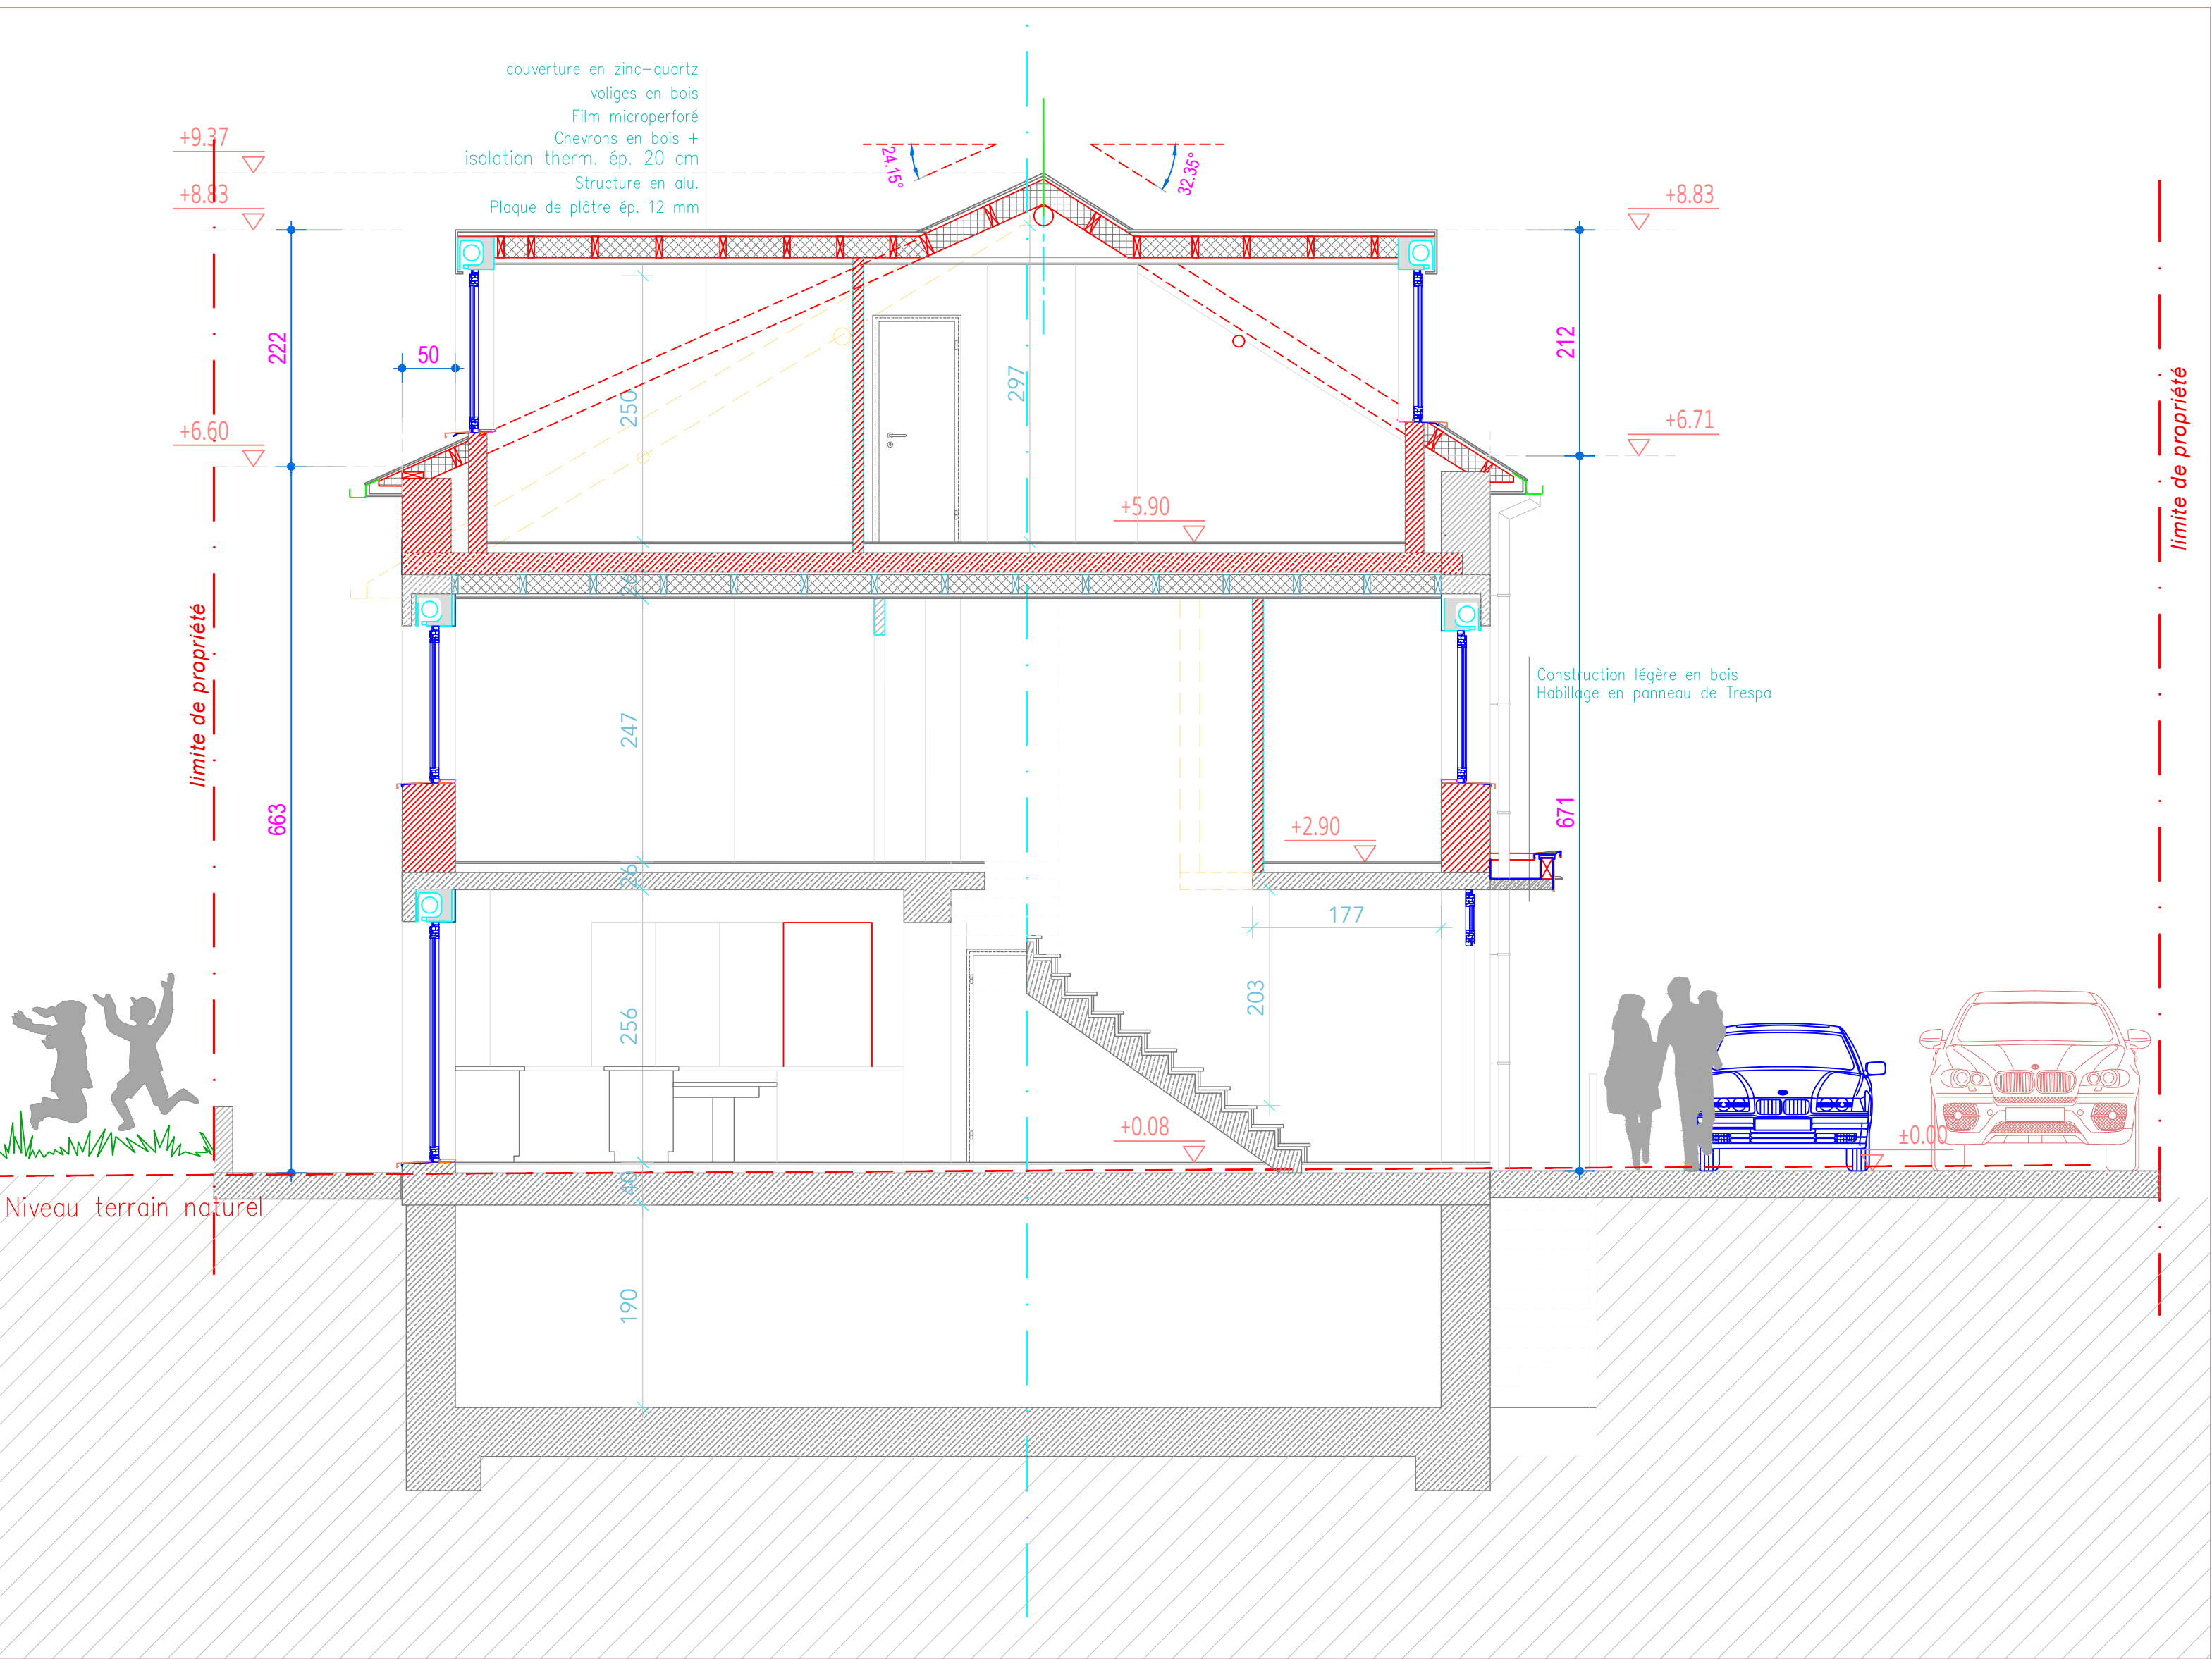 couverture en zinc-quartz
voliges en bois
Film microperforé
Chevrons en bois +
isolation therm. ép. 20 cm
Structure en alu.
Plaque de plâtre ép. 12 mm
+9.37
+8.83
24.15°
32.35°
+8.83
222
50
250
297
212
+6.60
+6.71
limite de propriété
+5.90
26
limite de propriété
Construction légère en bois
Habillage en panneau de Trespa
247
663
671
+2.90
26
177
256
203
+0.08
±0.00
40
Niveau terrain naturel
190